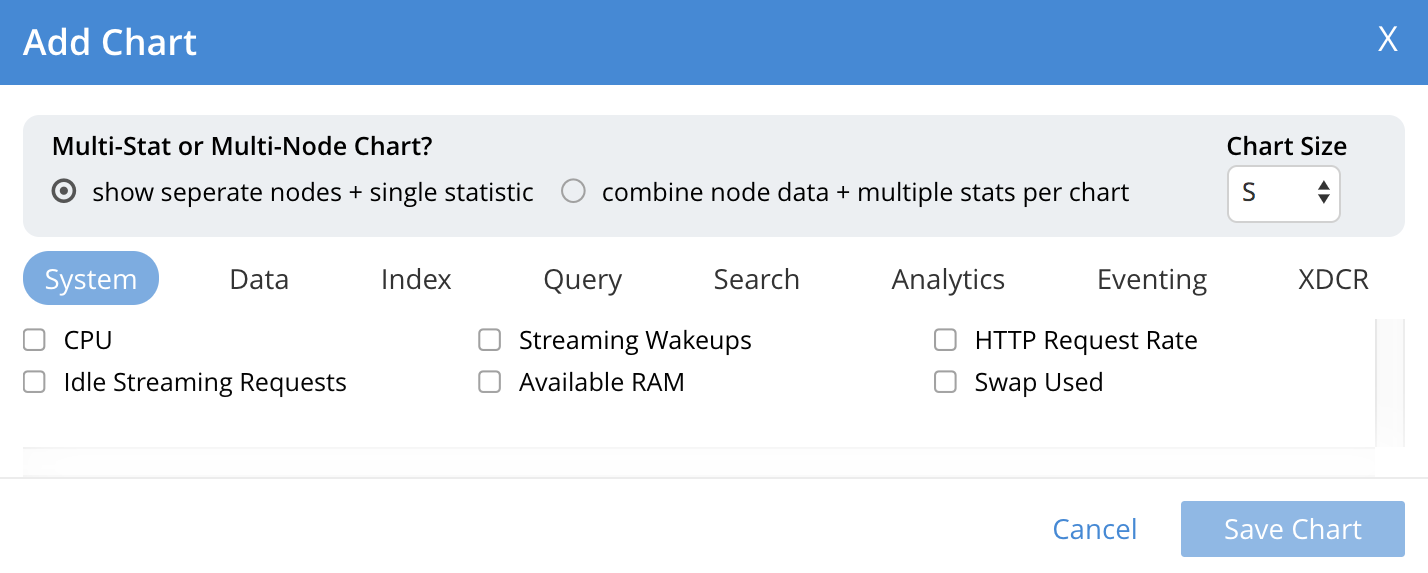 Add Chart
X
Multi-Stat or Multi-Node Chart?
Chart Size
show seperate nodes + single statistic
combine node data + multiple stats per chart
S
System
Data
Index
Query
Search
Analytics
Eventing
XDCR
CPU
Streaming Wakeups
HTTP Request Rate
Idle Streaming Requests
Available RAM
Swap Used
Cancel
Save Chart